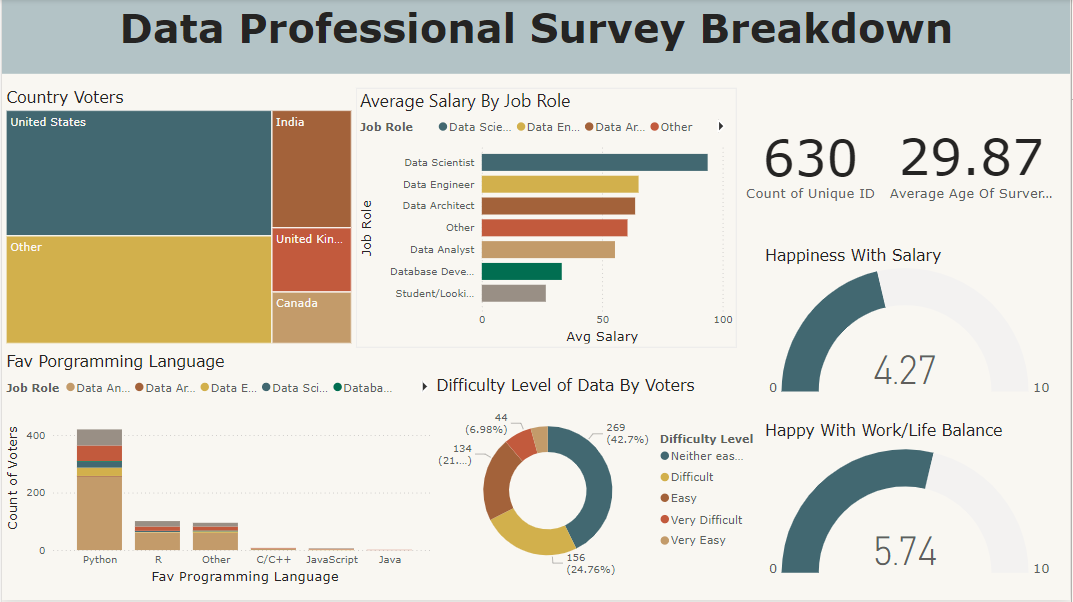 Data Professional Survey Breakdown
Country Voters
United States
India
Other
United Kin...
Canada
Average Salary By Job Role
Job Role Data Scie... Data En... Data Ar... Other
Job Role
Data Scientist
Data Engineer
Data Architect
Other
Data Analyst
Database Deve...
Student/Looki...
0 50 100
Avg Salary
630
Count of Unique ID
29.87
Average Age Of Surver...
Happiness With Salary
4.27
0 10
Happy With Work/Life Balance
5.74
0 10
Fav Porgramming Language
Job Role Data An... Data Ar... Data E... Data Sci... Databa...
Count of Voters
400
200
0
Python R Other C/C++ JavaScript Java
Fav Programming Language
Difficulty Level of Data By Voters
44
(6.98%)
269
(42.7%)
134
(21....)
156
(24.76%)
Difficulty Level
Neither eas...
Difficult
Easy
Very Difficult
Very Easy